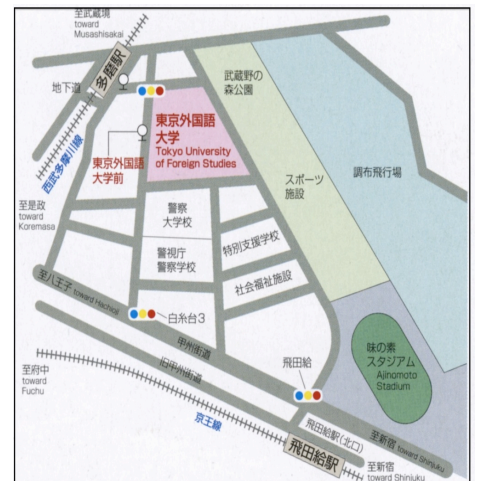 至武蔵境
toward
Musashisakai
多磨駅
地下道
武蔵野の
森公園
東京外国語
大学
Tokyo University
of Foreign Studies
東京外国語
大学前
西武多摩川線
スポーツ
施設
調布飛行場
至是政
toward
Koremasa
警察
大学校
特別支援学校
警視庁
警察学校
社会福祉施設
至八王子 toward Hachioji
白糸台3
甲州街道
旧甲州街道
飛田給
味の素
スタジアム
Ajinomoto
Stadium
至府中
toward
Fuchu
京王線
飛田給駅(北口)
至新宿 toward Shinjuku
飛田給駅
至新宿
toward Shinjuku